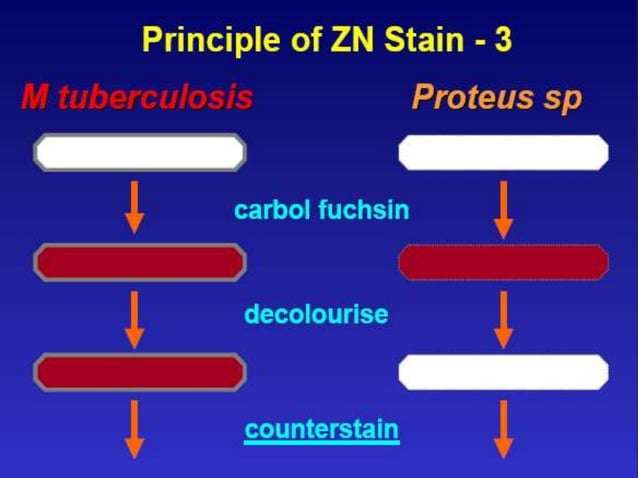 Principle of ZN Stain - 3
M tuberculosis
Proteus sp
carbol fuchsin
decolourise
counterstain